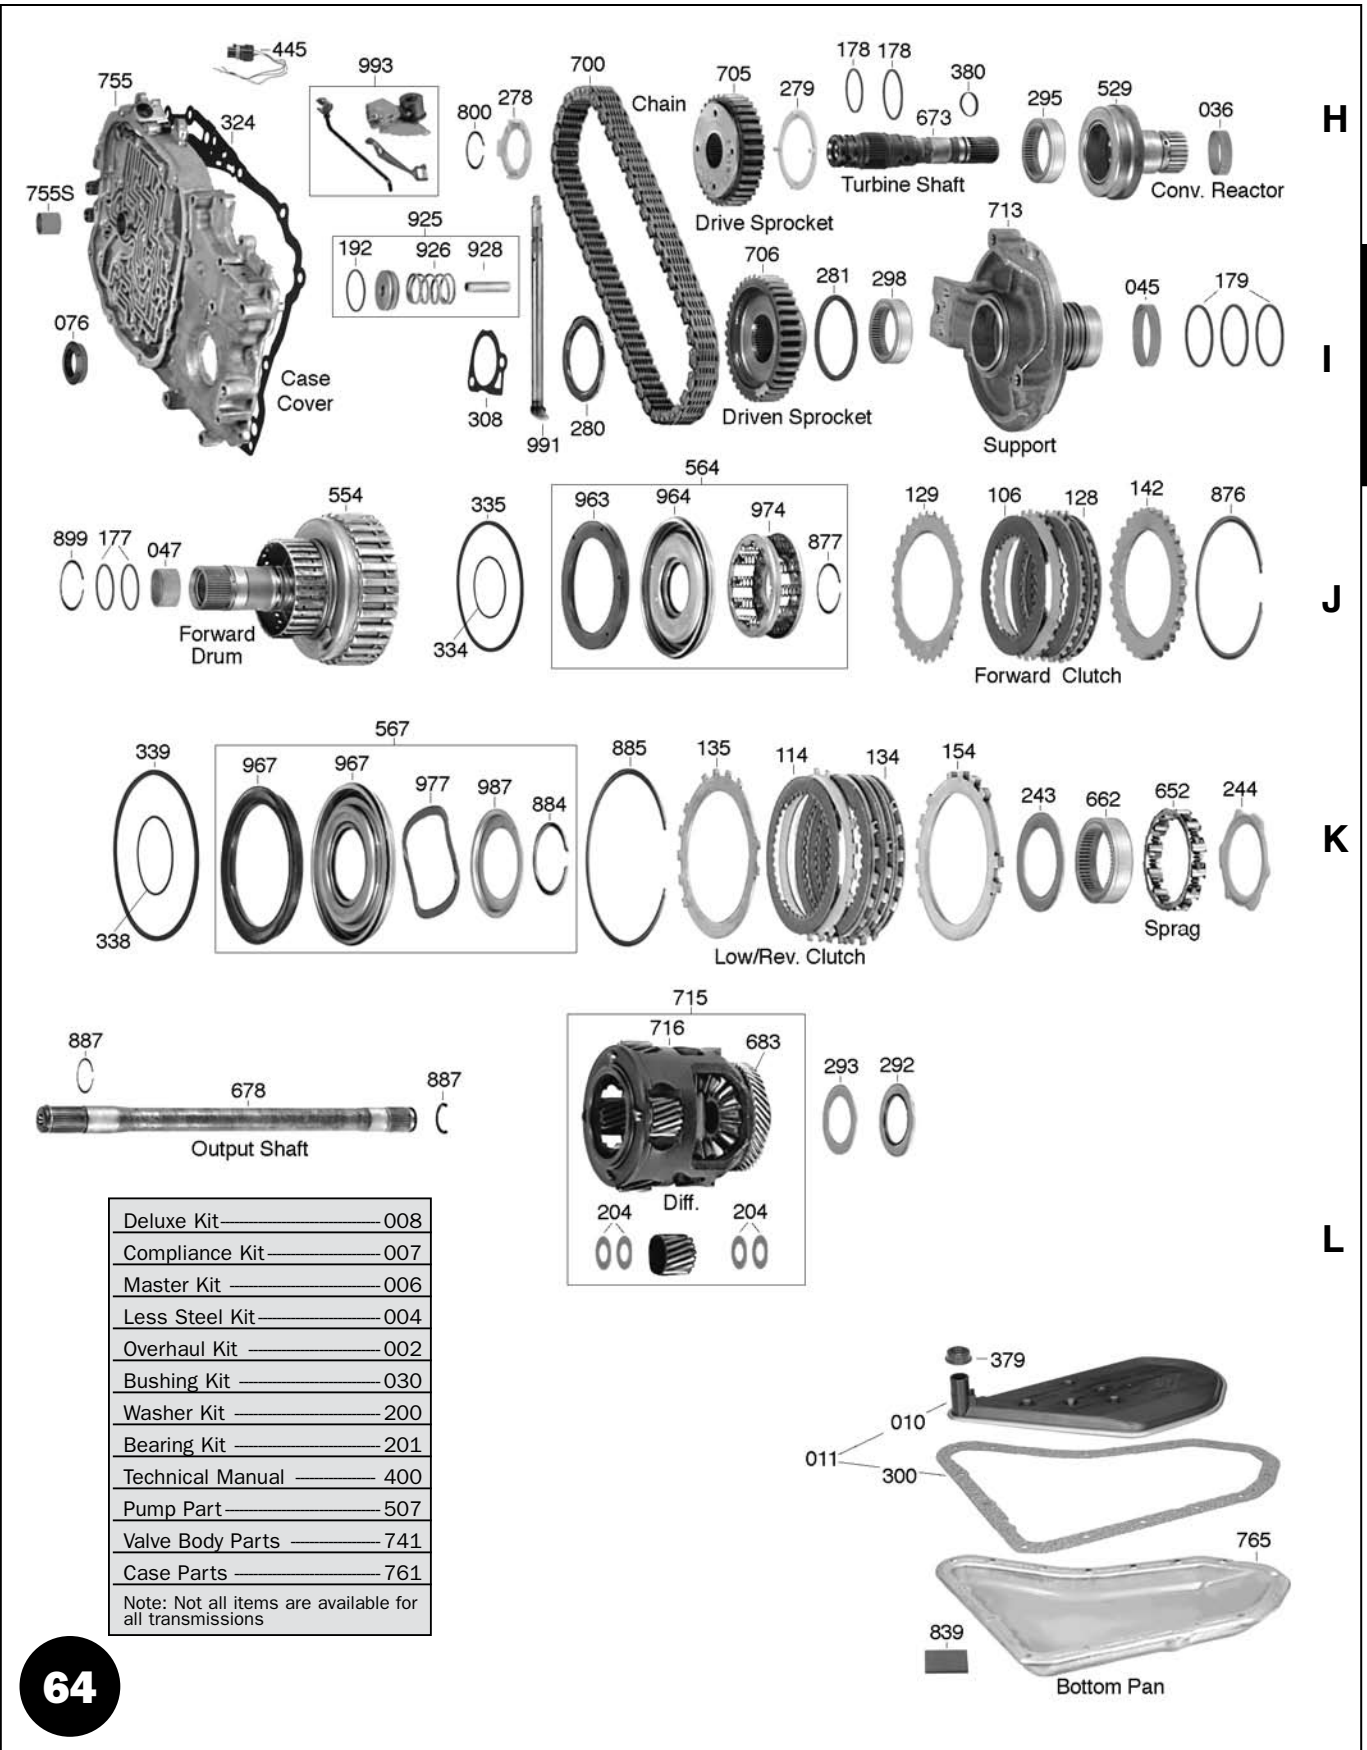 445
993
700
705
178 178
380
755
278
279
295
529
800
Chain
673
036
H
324
Turbine Shaft
Conv. Reactor
755S
925
Drive Sprocket
713
192
926
928
706
281
298
045
179
076
I
Case
Cover
308
991
280
Driven Sprocket
Support
564
554
335
963
964
974
129
106
128
142
876
899
177
047
877
J
Forward
Drum
334
Forward Clutch
567
339
967
967
977
987
884
885
135
114
134
154
243
662
652
244
K
338
Low/Rev. Clutch
Sprag
715
716
683
887
678
887
293
292
Output Shaft
Diff.
204
204
L
Deluxe Kit 008
Compliance Kit 007
Master Kit 006
Less Steel Kit 004
Overhaul Kit 002
Bushing Kit 030
Washer Kit 200
Bearing Kit 201
Technical Manual 400
Pump Part 507
Valve Body Parts 741
Case Parts 761
Note: Not all items are available for
all transmissions
379
010
011
300
765
839
Bottom Pan
64